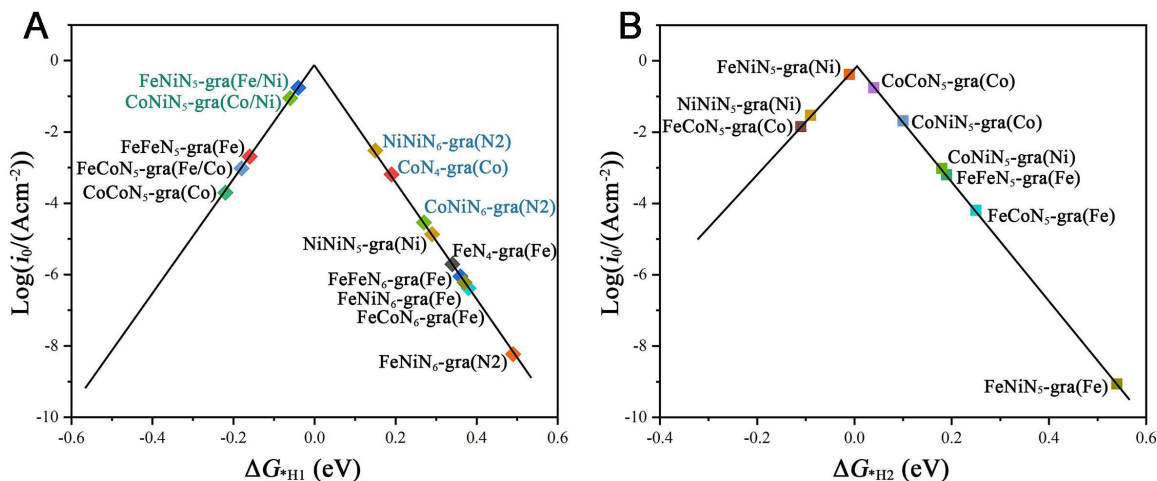 A
Log(i₀/(Acm⁻²))
0
-2
-4
-6
-8
-10
FeNiN₅-gra(Fe/Ni)
CoNiN₅-gra(Co/Ni)
FeFeN₅-gra(Fe)
FeCoN₅-gra(Fe/Co)
CoCoN₅-gra(Co)
NiNiN₆-gra(N2)
CoN₄-gra(Co)
CoNiN₆-gra(N2)
NiNiN₅-gra(Ni)
FeN₄-gra(Fe)
FeFeN₆-gra(Fe)
FeNiN₆-gra(Fe)
FeCoN₆-gra(Fe)
FeNiN₆-gra(N2)
-0.6 -0.4 -0.2 0.0 0.2 0.4 0.6
ΔG*H1 (eV)
B
Log(i₀/(Acm⁻²))
0
-2
-4
-6
-8
-10
FeNiN₅-gra(Ni)
CoCoN₅-gra(Co)
NiNiN₅-gra(Ni)
FeCoN₅-gra(Co)
CoNiN₅-gra(Co)
CoNiN₅-gra(Ni)
FeFeN₅-gra(Fe)
FeCoN₅-gra(Fe)
FeNiN₅-gra(Fe)
-0.4 -0.2 0.0 0.2 0.4 0.6
ΔG*H2 (eV)